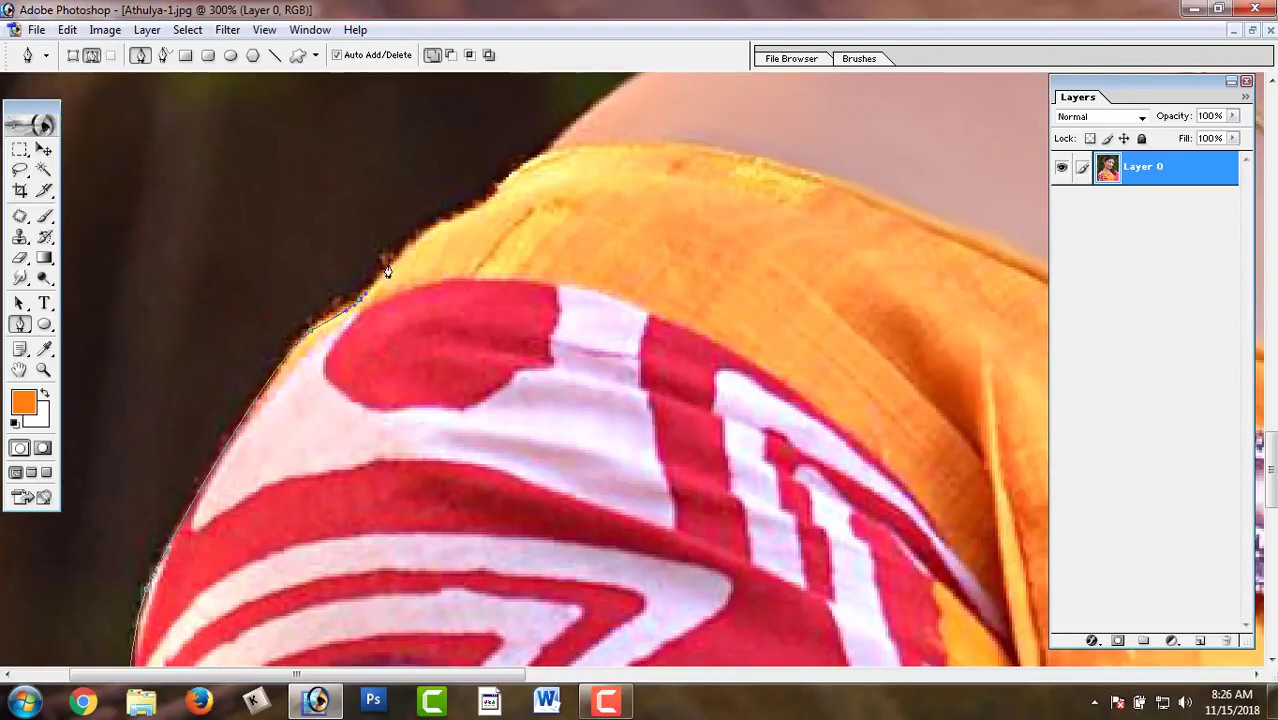 Adobe Photoshop - [Athulya-1.jpg @ 300% (Layer 0, RGB)]
File Edit Image Layer Select Filter View Window Help
Auto Add/Delete
File Browser Brushes
Layers
Normal Opacity: 100%
Lock: Fill: 100%
Layer 0
T
K Ps C W C
8:26 AM
11/15/2018